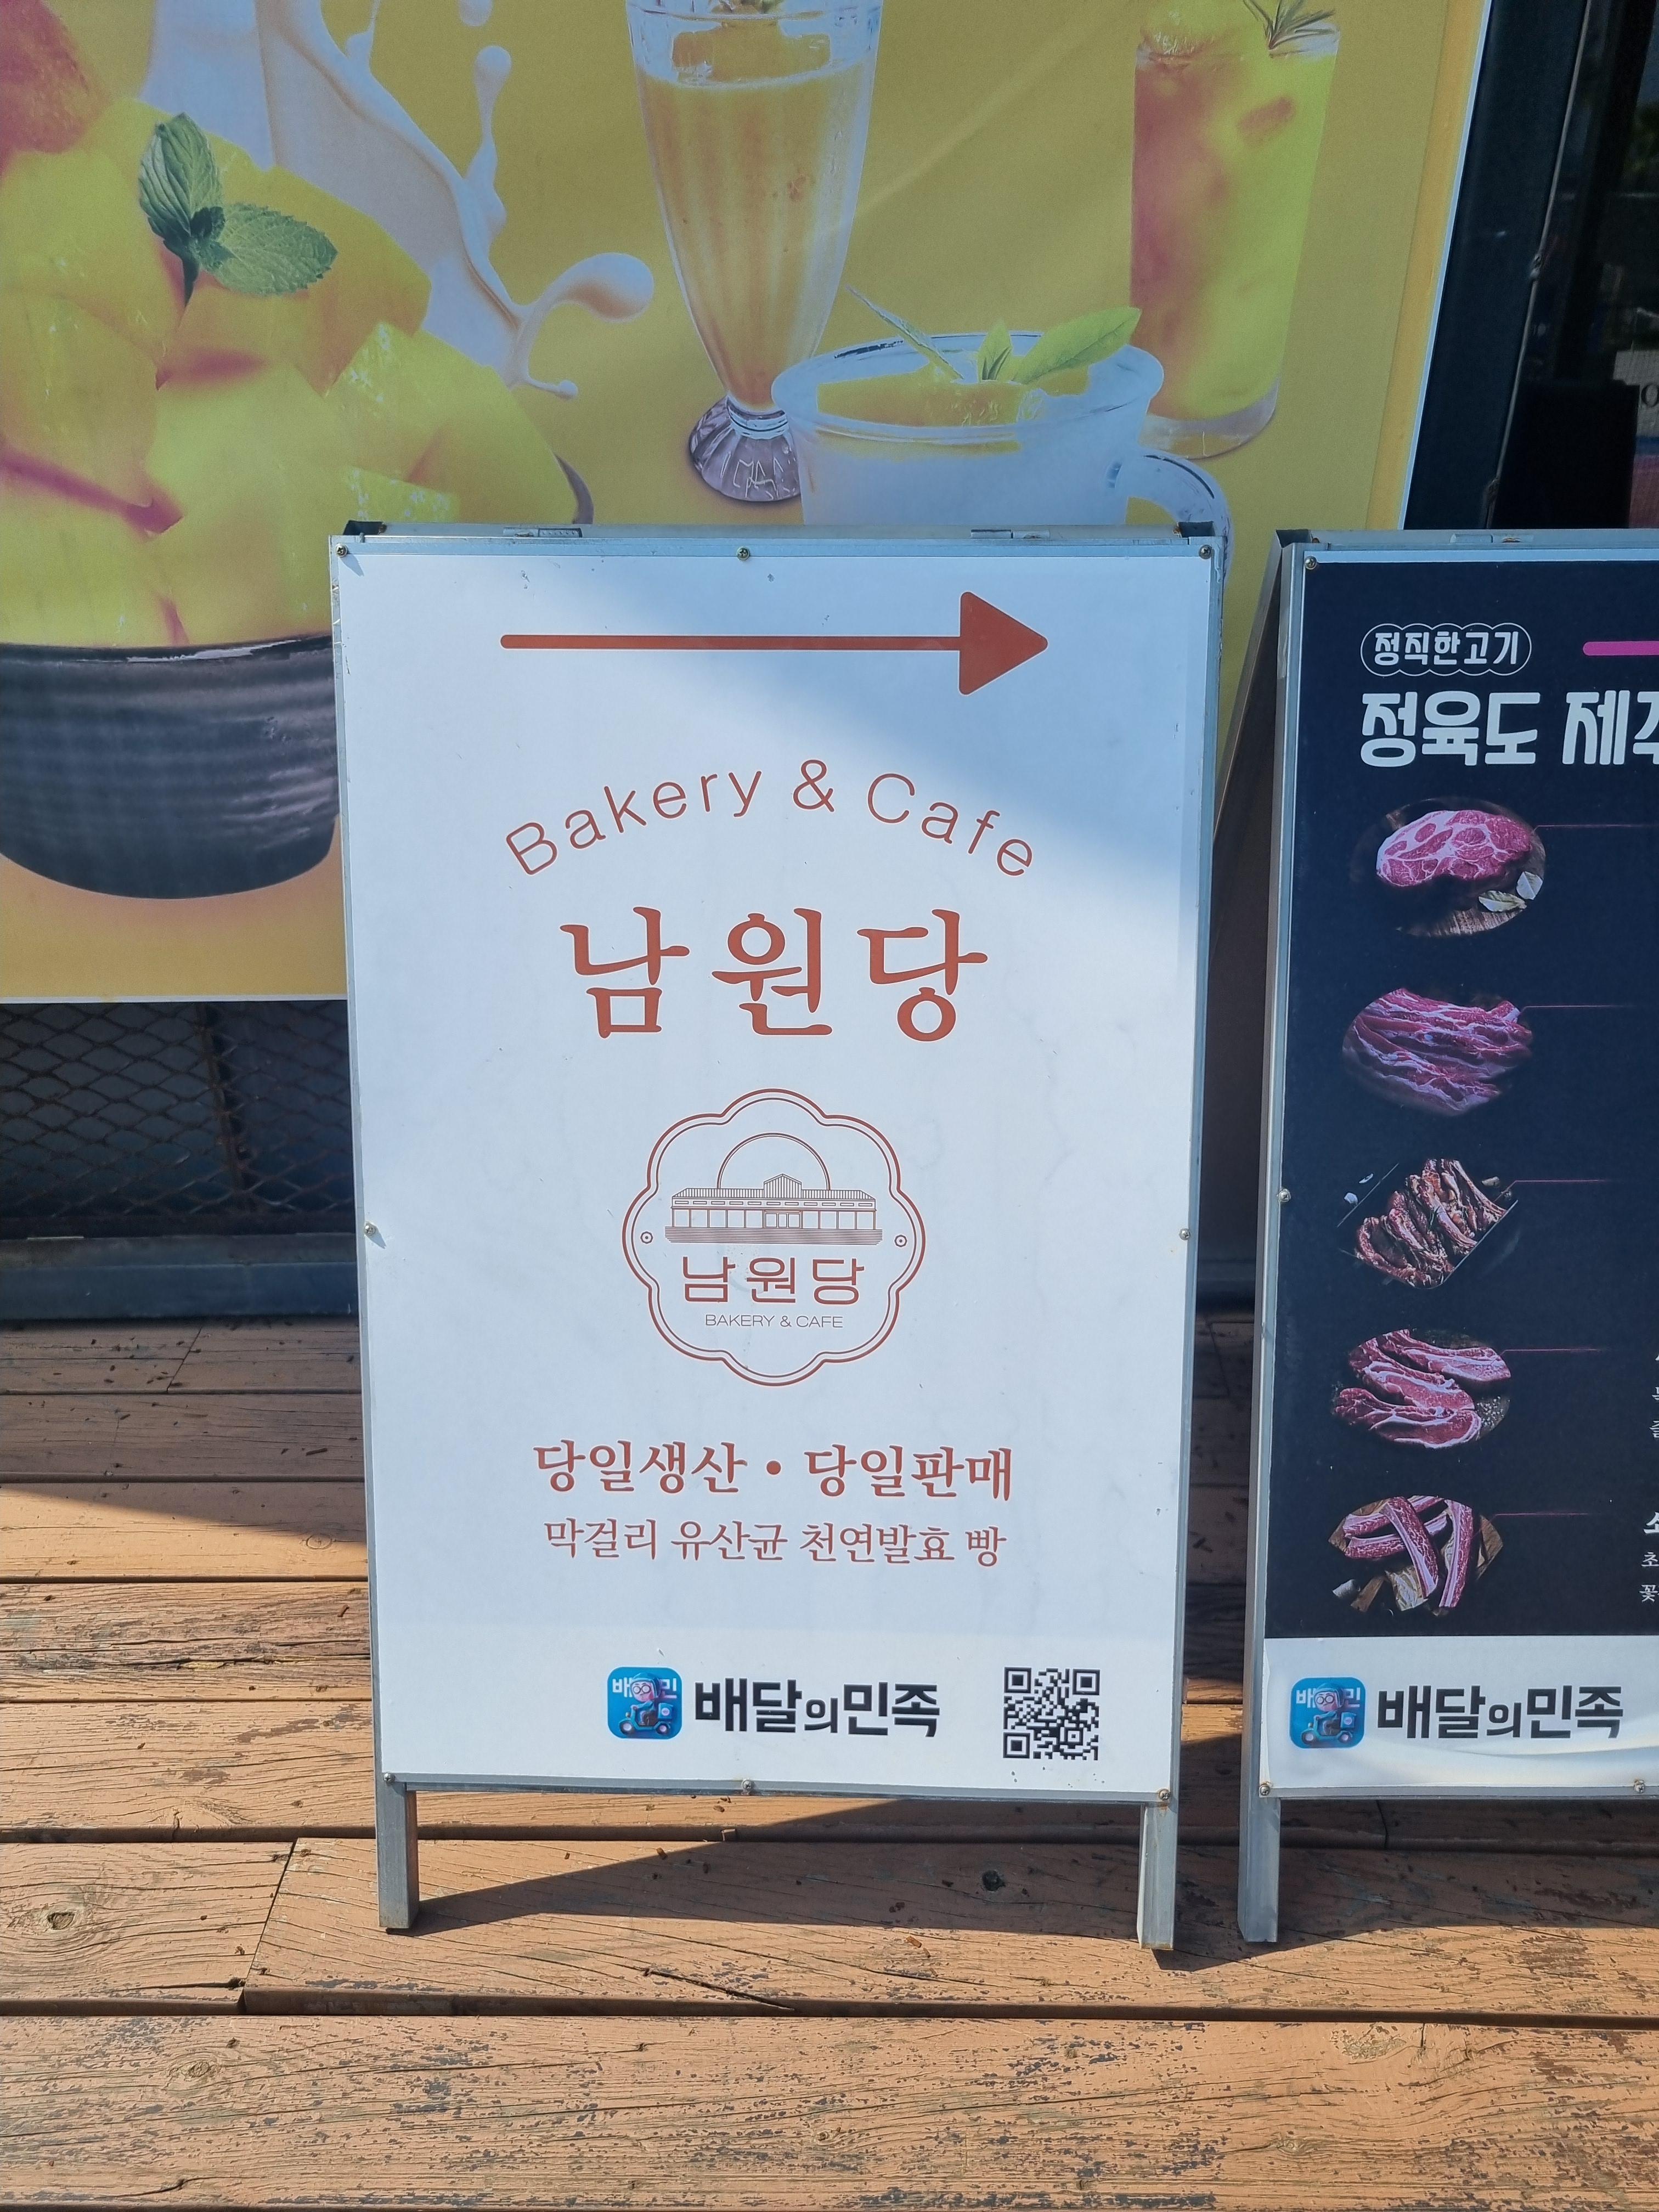 Bakery & Cafe
남원당
남원당
BAKERY & CAFE
당일생산 • 당일판매
막걸리 유산균 천연발효 빵
배달의민족
정직한고기
정육도
배달의민족